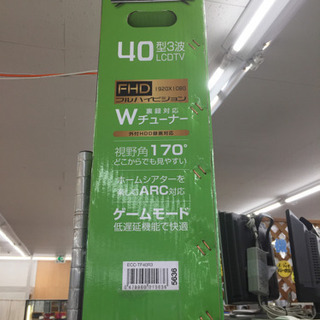 40型3波
LCDTV
FHD 1920X1080
フルハイビジョン
裏録対応
Wチューナー
外付HDD録画対応
視野角170°
どこからでも見やすい
ホームシアターを
楽しむARC対応
ゲームモード
低遅延機能で快適
5636